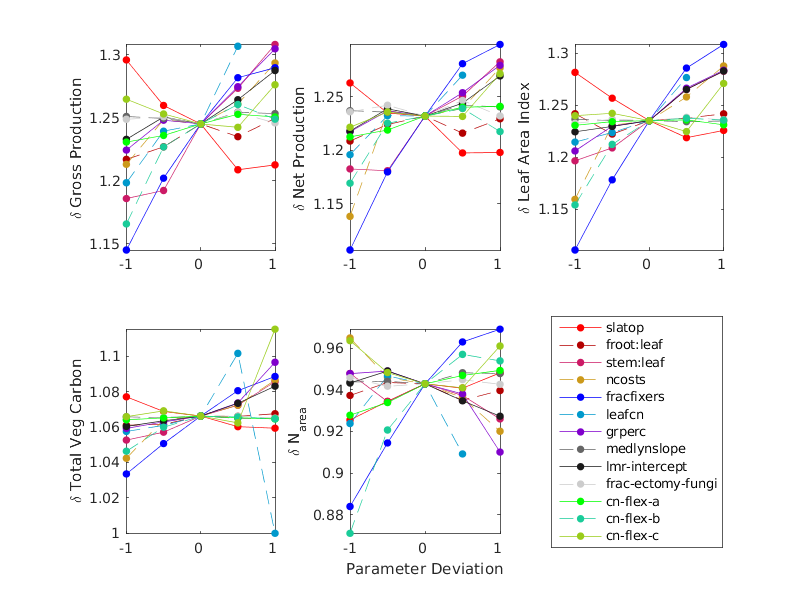 δ Gross Production
1.3
1.25
1.2
1.15
-1 0 1
δ Net Production
1.25
1.2
1.15
-1 0 1
δ Leaf Area Index
1.3
1.25
1.2
1.15
-1 0 1
δ Total Veg Carbon
1.1
1.08
1.06
1.04
1.02
1
-1 0 1
δ Narea
0.96
0.94
0.92
0.9
0.88
-1 0 1
Parameter Deviation
slatop
froot:leaf
stem:leaf
ncosts
fracfixers
leafcn
grperc
medlynslope
lmr-intercept
frac-ectomy-fungi
cn-flex-a
cn-flex-b
cn-flex-c